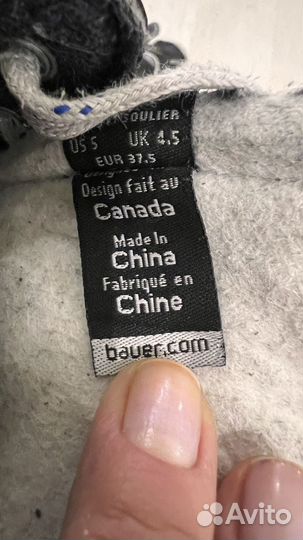 SOULIER
US 5 UK 4.5
EUR 37.5
Design fait au
Canada
Made In
China
Fabriqué en
Chine
bauer.com
Avito